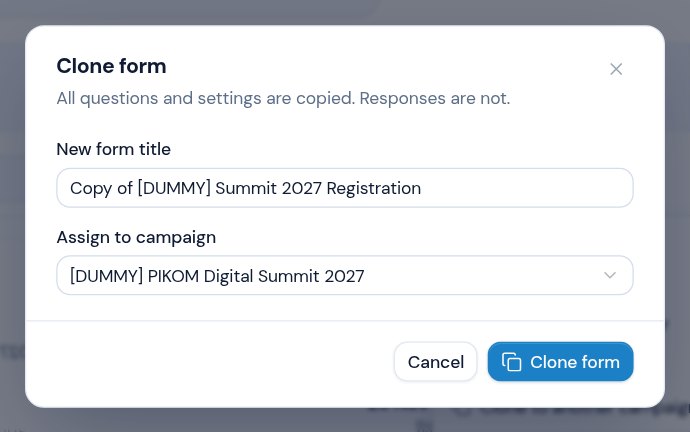 Clone form
All questions and settings are copied. Responses are not.
New form title
Copy of [DUMMY] Summit 2027 Registration
Assign to campaign
[DUMMY] PIKOM Digital Summit 2027
Cancel
Clone form